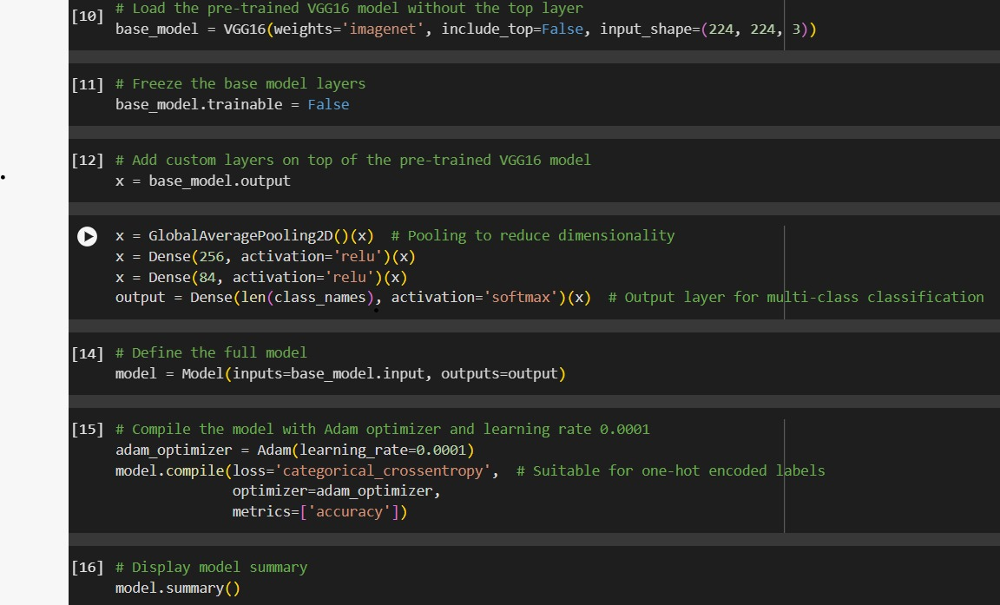 [10] # Load the pre-trained VGG16 model without the top layer
base_model = VGG16(weights='imagenet', include_top=False, input_shape=(224, 224, 3))
[11] # Freeze the base model layers
base_model.trainable = False
[12] # Add custom layers on top of the pre-trained VGG16 model
x = base_model.output
x = GlobalAveragePooling2D()(x)  # Pooling to reduce dimensionality
x = Dense(256, activation='relu')(x)
x = Dense(84, activation='relu')(x)
output = Dense(len(class_names), activation='softmax')(x)  # Output layer for multi-class classification
[14] # Define the full model
model = Model(inputs=base_model.input, outputs=output)
[15] # Compile the model with Adam optimizer and learning rate 0.0001
adam_optimizer = Adam(learning_rate=0.0001)
model.compile(loss='categorical_crossentropy',  # Suitable for one-hot encoded labels
optimizer=adam_optimizer,
metrics=['accuracy'])
[16] # Display model summary
model.summary()